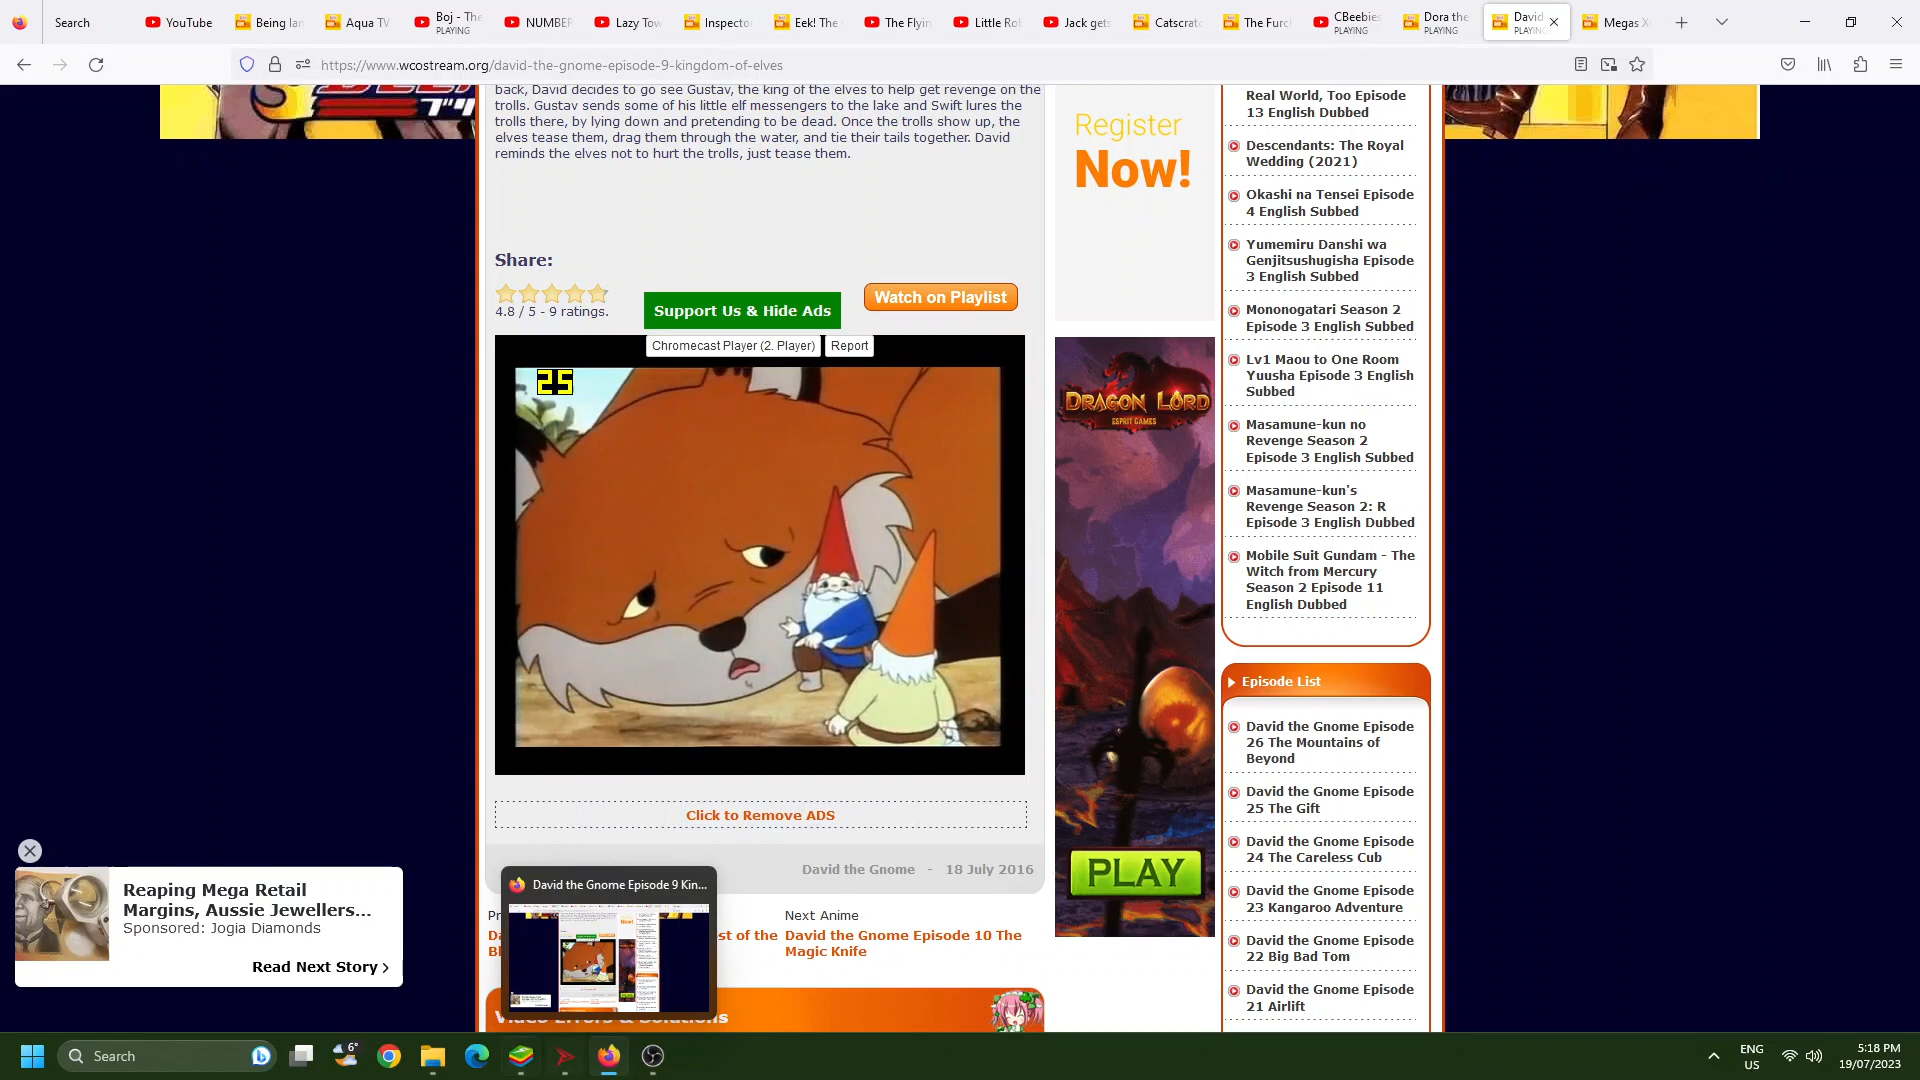 Search
YouTube
Being Ian
Aqua TV
Boj - The
PLAYING
NUMBER
Lazy Tow
Inspector
Eek! The
The Flyin
Little Ro
Jack gets
Catscratc
The Furc
CBeebies
PLAYING
Dora the
PLAYING
David
PLAYING
Megas X
https://www.wcostream.org/david-the-gnome-episode-9-kingdom-of-elves
back, David decides to go see Gustav, the king of the elves to help get revenge on the
trolls. Gustav sends some of his little elf messengers to the lake and Swift lures the
trolls there, by lying down and pretending to be dead. Once the trolls show up, the
elves tease them, drag them through the water, and tie their tails together. David
reminds the elves not to hurt the trolls, just tease them.
Share:
4.8 / 5 - 9 ratings.
Support Us & Hide Ads
Watch on Playlist
Chromecast Player (2. Player)
Report
25
Click to Remove ADS
David the Gnome - 18 July 2016
David the Gnome Episode 9 Kin...
Next Anime
st of the
David the Gnome Episode 10 The
Magic Knife
Video Errors & Solutions
Register
Now!
DRAGON LORD
ESPRIT GAMES
PLAY
Real World, Too Episode
13 English Dubbed
Descendants: The Royal
Wedding (2021)
Okashi na Tensei Episode
4 English Subbed
Yumemiru Danshi wa
Genjitsushugisha Episode
3 English Subbed
Mononogatari Season 2
Episode 3 English Subbed
Lv1 Maou to One Room
Yuusha Episode 3 English
Subbed
Masamune-kun no
Revenge Season 2
Episode 3 English Subbed
Masamune-kun's
Revenge Season 2: R
Episode 3 English Dubbed
Mobile Suit Gundam - The
Witch from Mercury
Season 2 Episode 11
English Dubbed
Episode List
David the Gnome Episode
26 The Mountains of
Beyond
David the Gnome Episode
25 The Gift
David the Gnome Episode
24 The Careless Cub
David the Gnome Episode
23 Kangaroo Adventure
David the Gnome Episode
22 Big Bad Tom
David the Gnome Episode
21 Airlift
Reaping Mega Retail
Margins, Aussie Jewellers...
Sponsored: Jogia Diamonds
Read Next Story
Search
6°
ENG
US
5:18 PM
19/07/2023